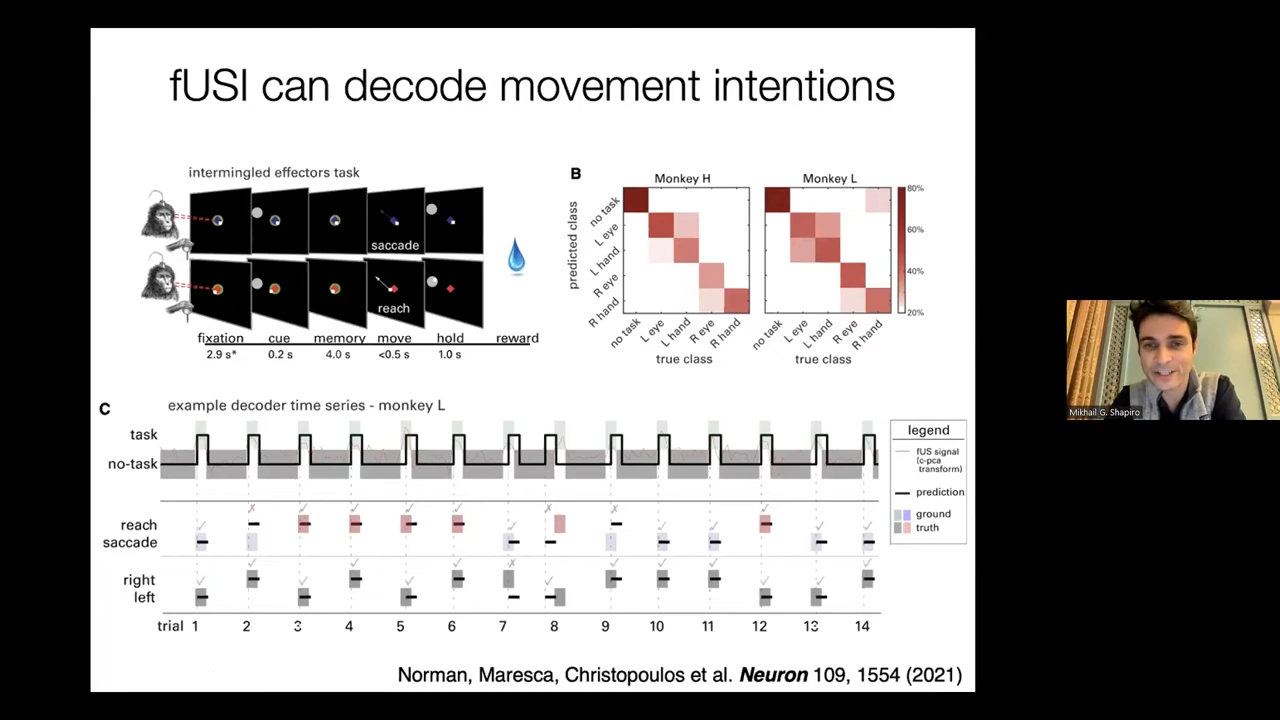 fUSI can decode movement intentions
intermingled effectors task
saccade
reach
fixation cue memory move hold reward
2.9 s* 0.2 s 4.0 s <0.5 s 1.0 s
B
Monkey H Monkey L
predicted class
no task
L eye
L hand
R eye
R hand
80%
60%
40%
20%
no task L eye L hand R eye R hand
no task L eye L hand R eye R hand
true class true class
C
example decoder time series - monkey L
task
no-task
reach
saccade
right
left
trial 1 2 3 4 5 6 7 8 9 10 11 12 13 14
legend
fUS signal
(c-pca
transform)
prediction
ground
truth
Norman, Maresca, Christopoulos et al. Neuron 109, 1554 (2021)
Mikhail G. Shapiro